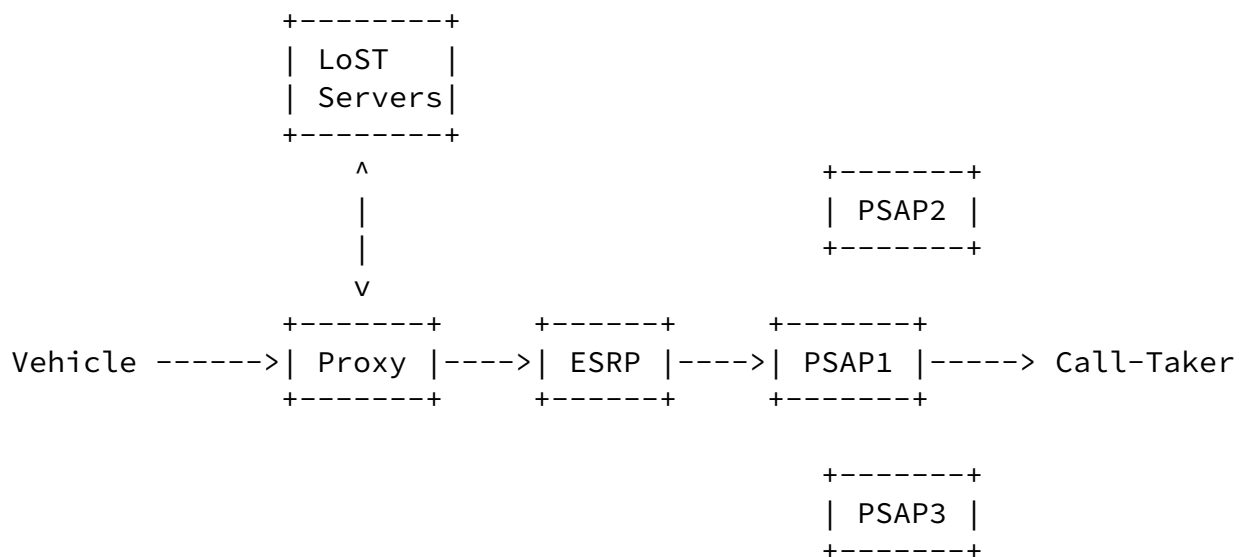 LoST
Servers
PSAP2
Vehicle ------>| Proxy |---->| ESRP |---->| PSAP1 |-----> Call-Taker
PSAP3